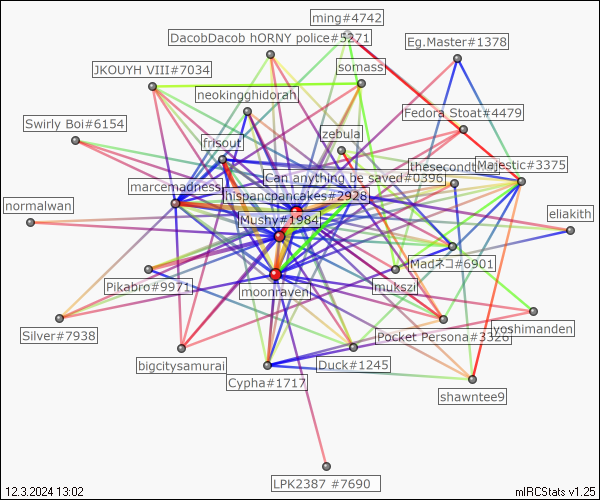 ming#4742
DacobDacob hORNY police#5271
Eg.Master#1378
JKOUYH VIII#7034
somass
neokingghidorah
Fedora Stoat#4479
Swirly Boi#6154
zebula
frisout
thesecondt
Majestic#3375
Can anything be saved#0396
marcemadness
hispancpancakes#2928
normalwan
Mushy#1984
eliakith
Madネコ#6901
Pikabro#9971
moonraven
mukszi
Silver#7938
Pocket Persona#3326
yoshimanden
bigcitysamurai
Duck#1245
Cypha#1717
shawntee9
LPK2387 #7690
12.3.2024 13:02
mIRCStats v1.25